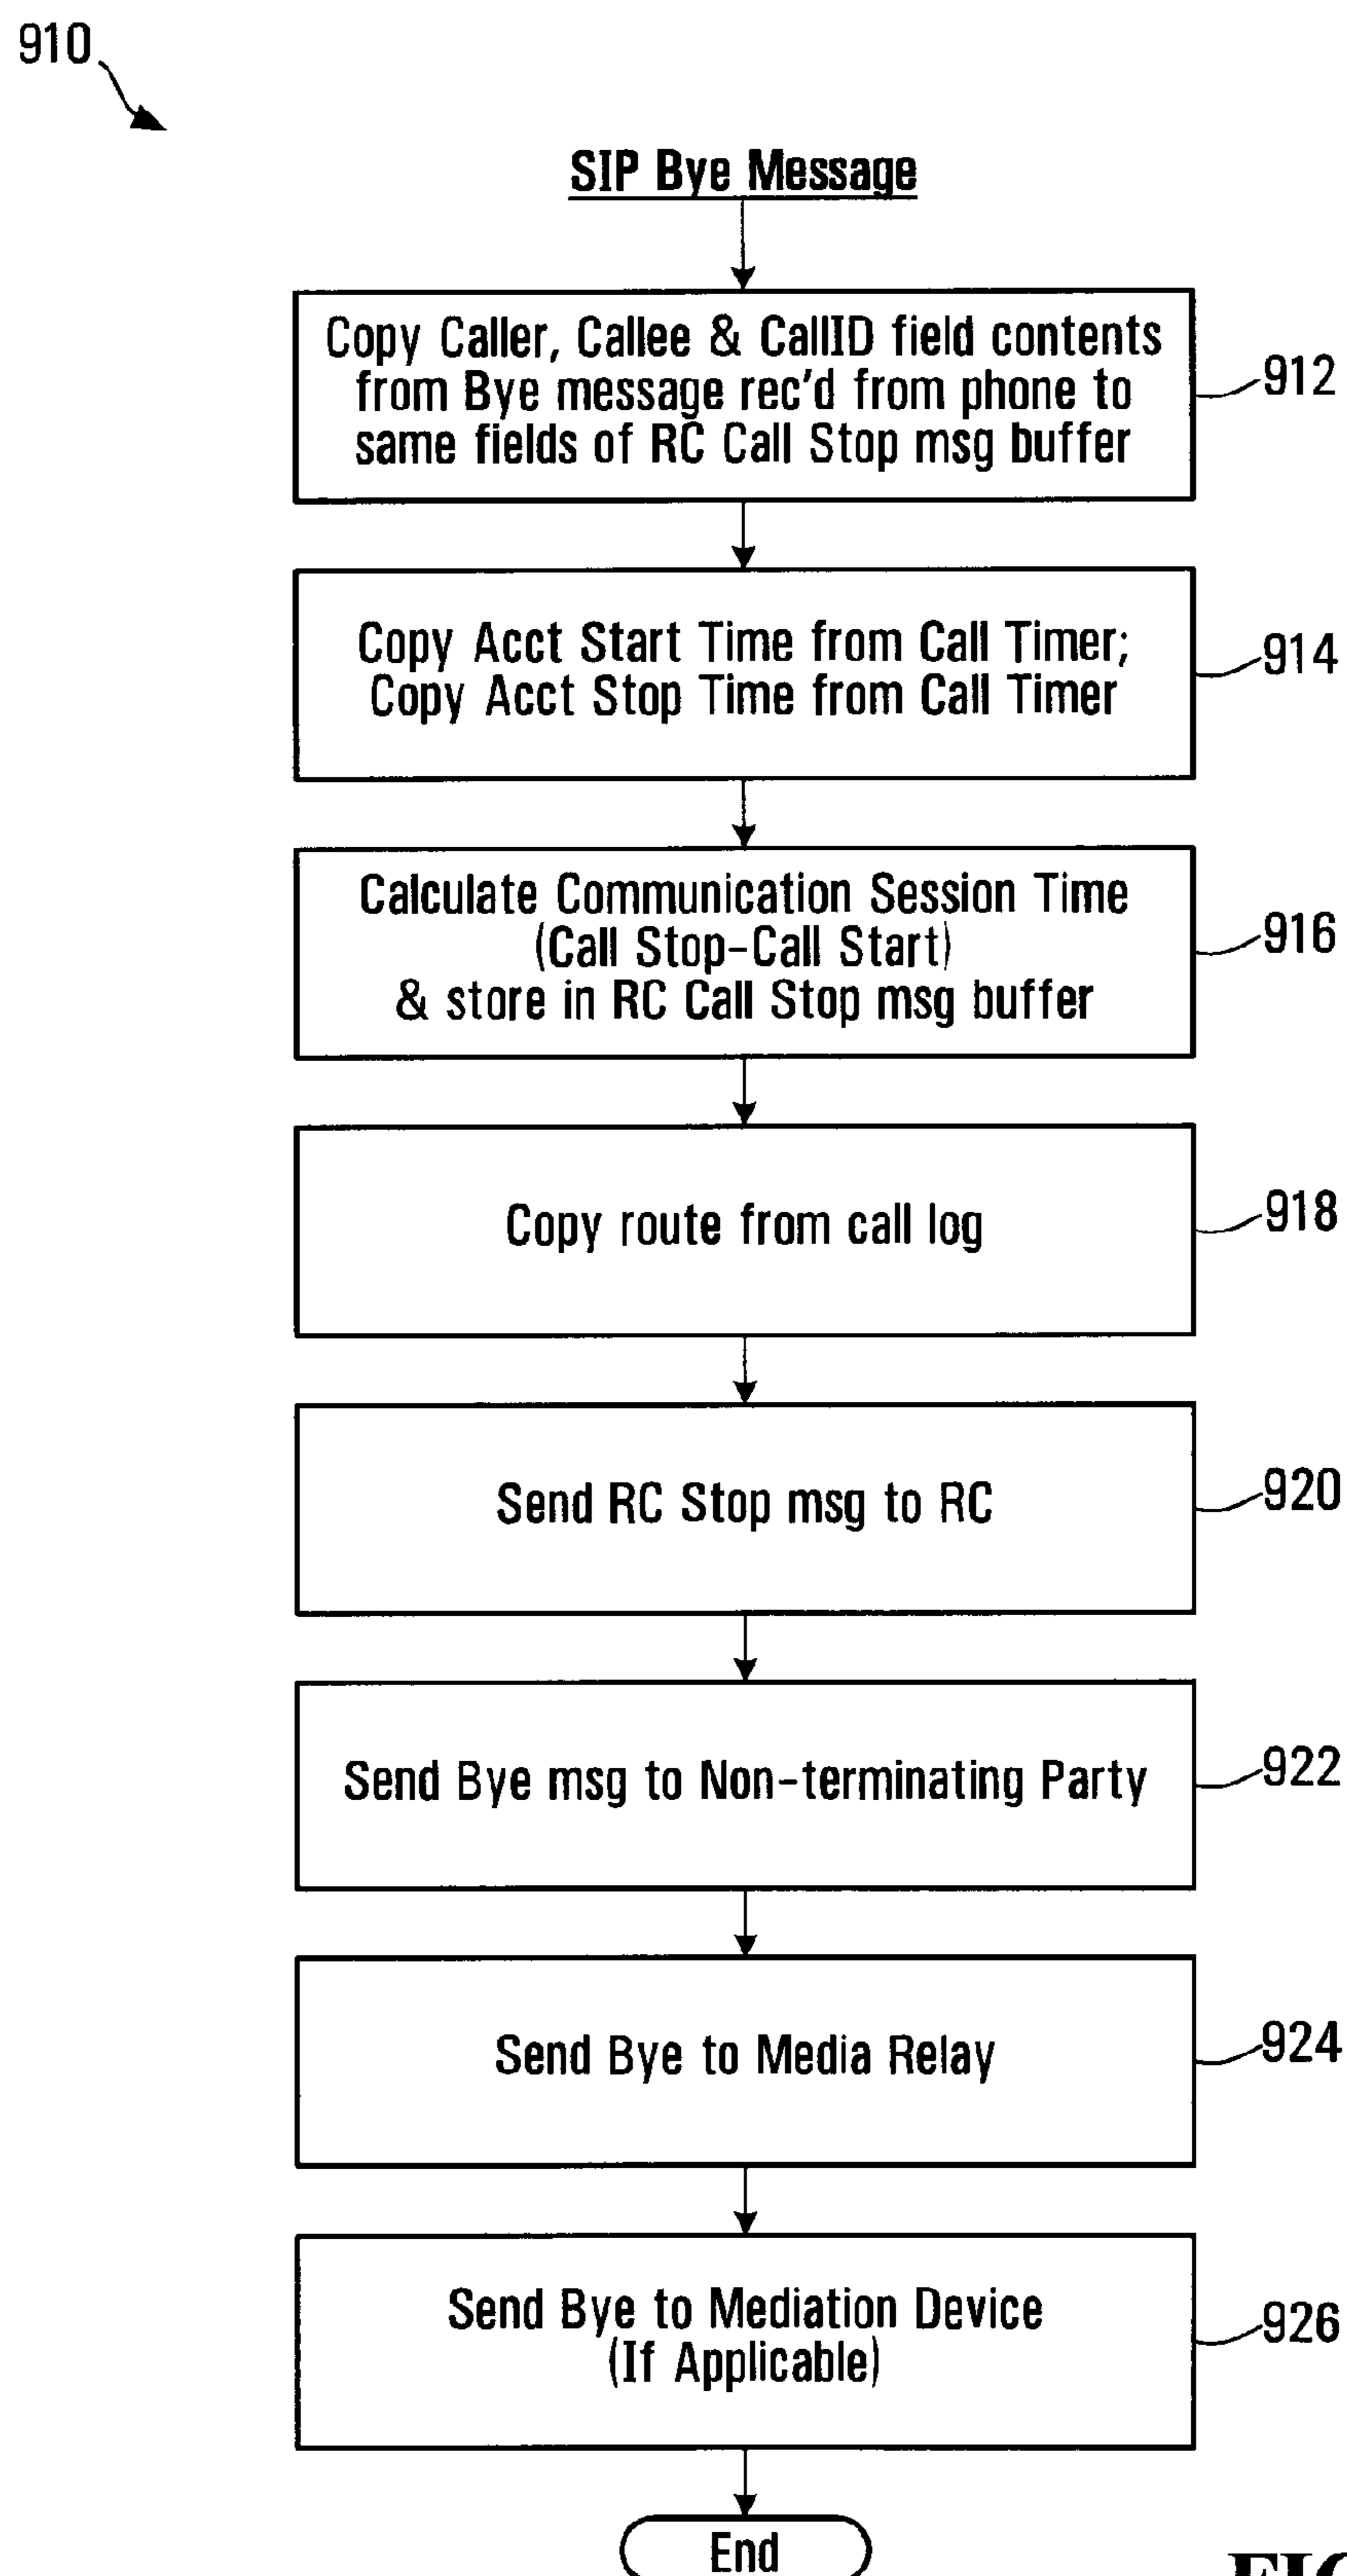 910
SIP Bye Message
Copy Caller, Callee & CallID field contents
from Bye message rec'd from phone to
same fields of RC Call Stop msg buffer
912
Copy Acct Start Time from Call Timer;
Copy Acct Stop Time from Call Timer
914
Calculate Communication Session Time
(Call Stop-Call Start)
& store in RC Call Stop msg buffer
916
Copy route from call log
918
Send RC Stop msg to RC
920
Send Bye msg to Non-terminating Party
922
Send Bye to Media Relay
924
Send Bye to Mediation Device
(If Applicable)
926
End